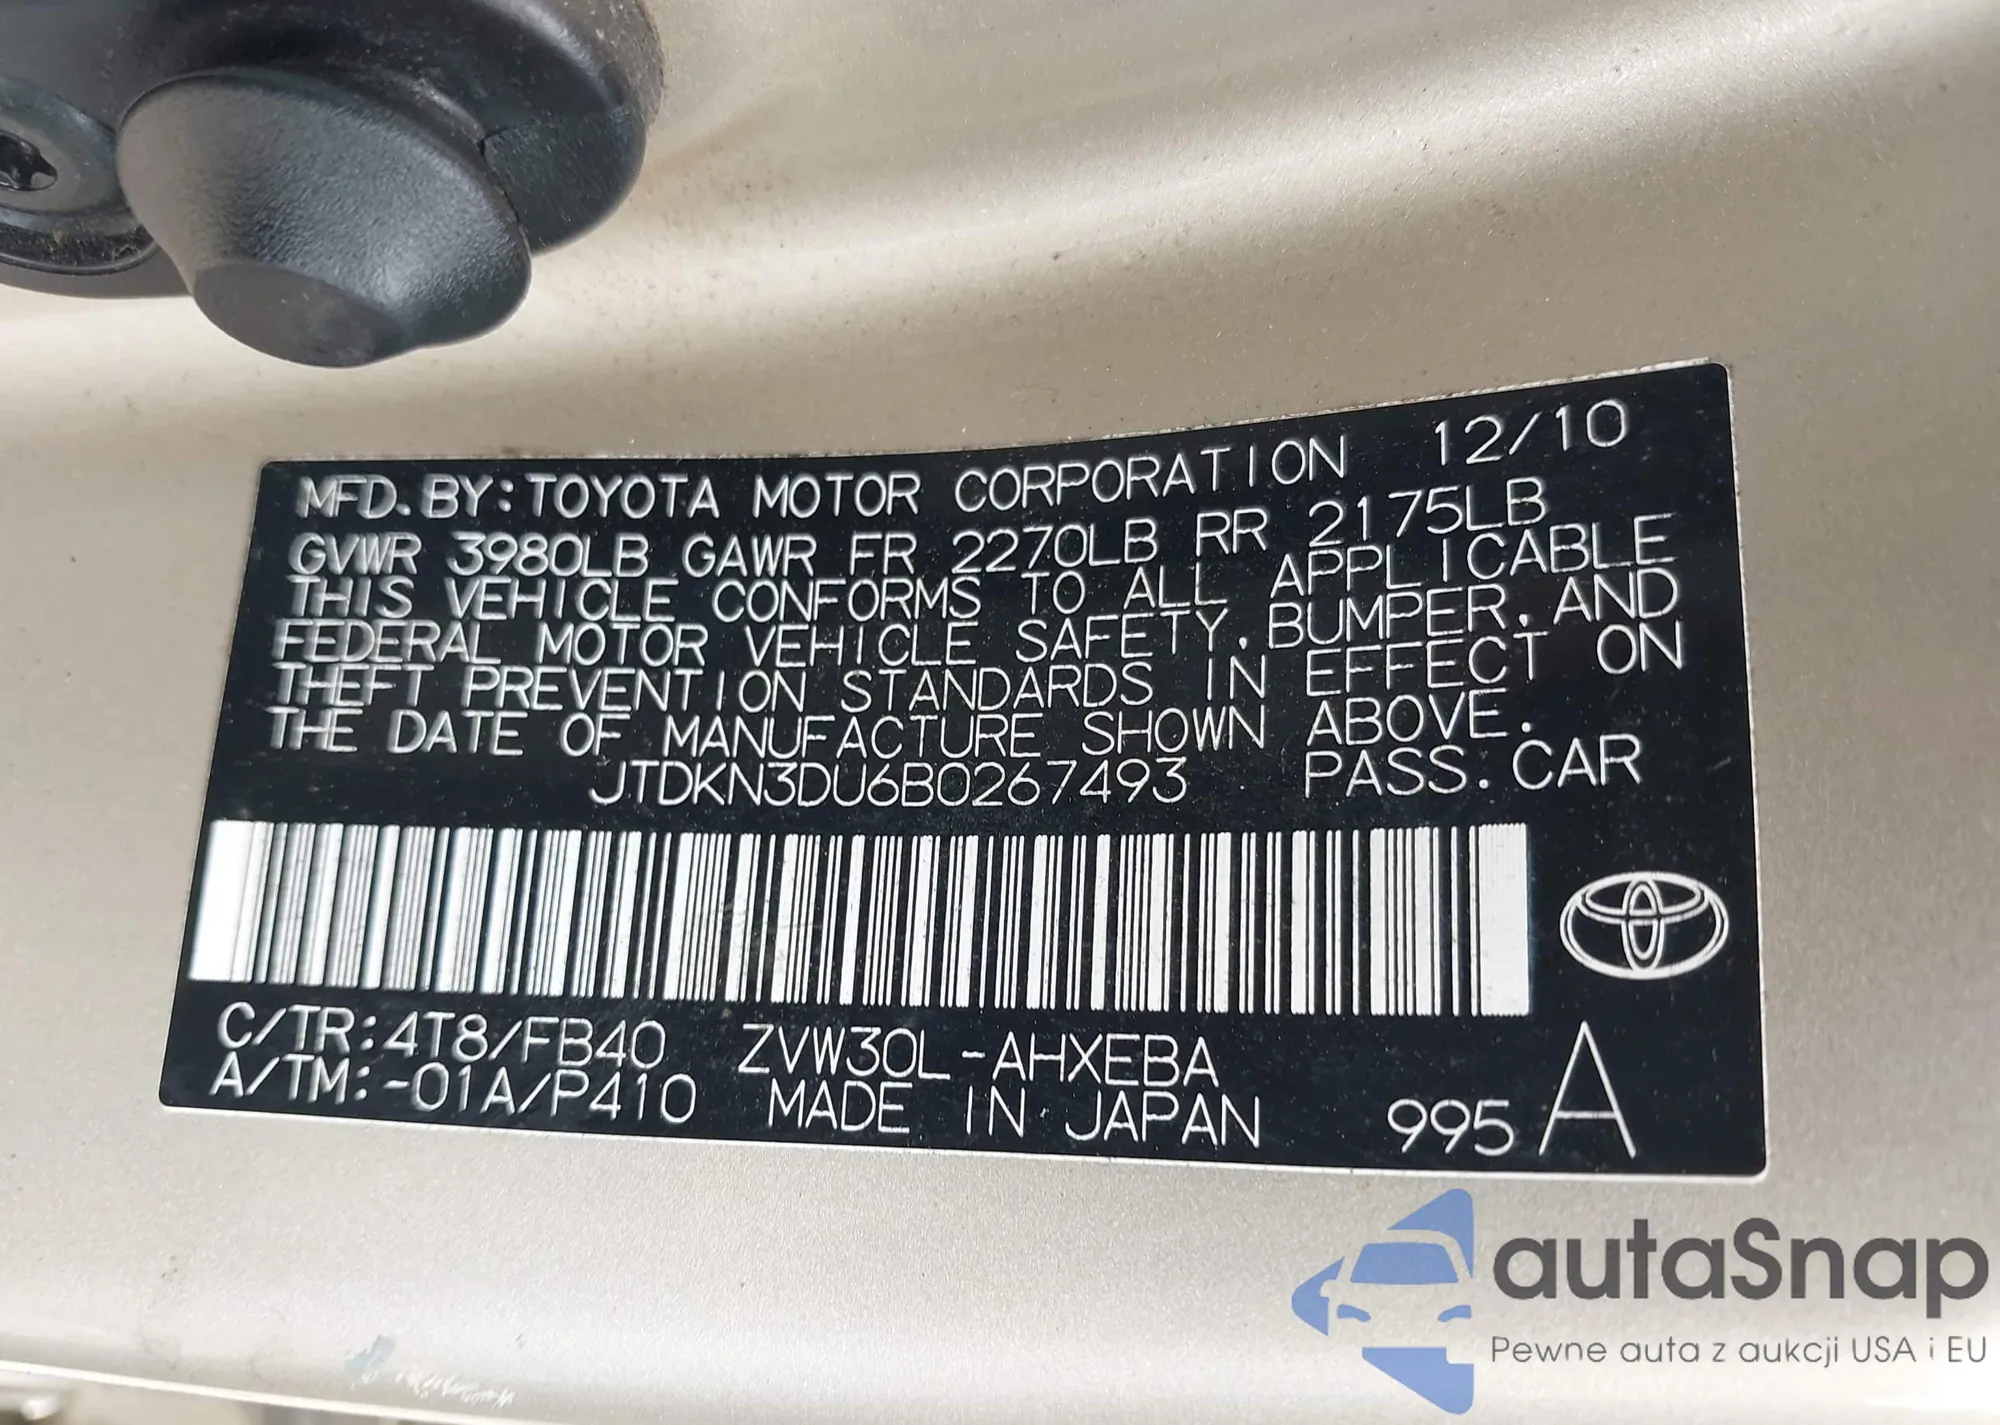 MFD. BY: TOYOTA MOTOR CORPORATION 12/10
GVWR 3980LB GAWR FR 2270LB RR 2175LB
THIS VEHICLE CONFORMS TO ALL APPLICABLE
FEDERAL MOTOR VEHICLE SAFETY, BUMPER, AND
THEFT PREVENTION STANDARDS IN EFFECT ON
THE DATE OF MANUFACTURE SHOWN ABOVE.
JTDKN3DU6B0267493 PASS. CAR
C/TR: 4T8/FB40 ZVW30L-AHXEBA
A/TM: -01A/P410 MADE IN JAPAN 995 A
autaSnap
Pewne auta z aukcji USA i EU